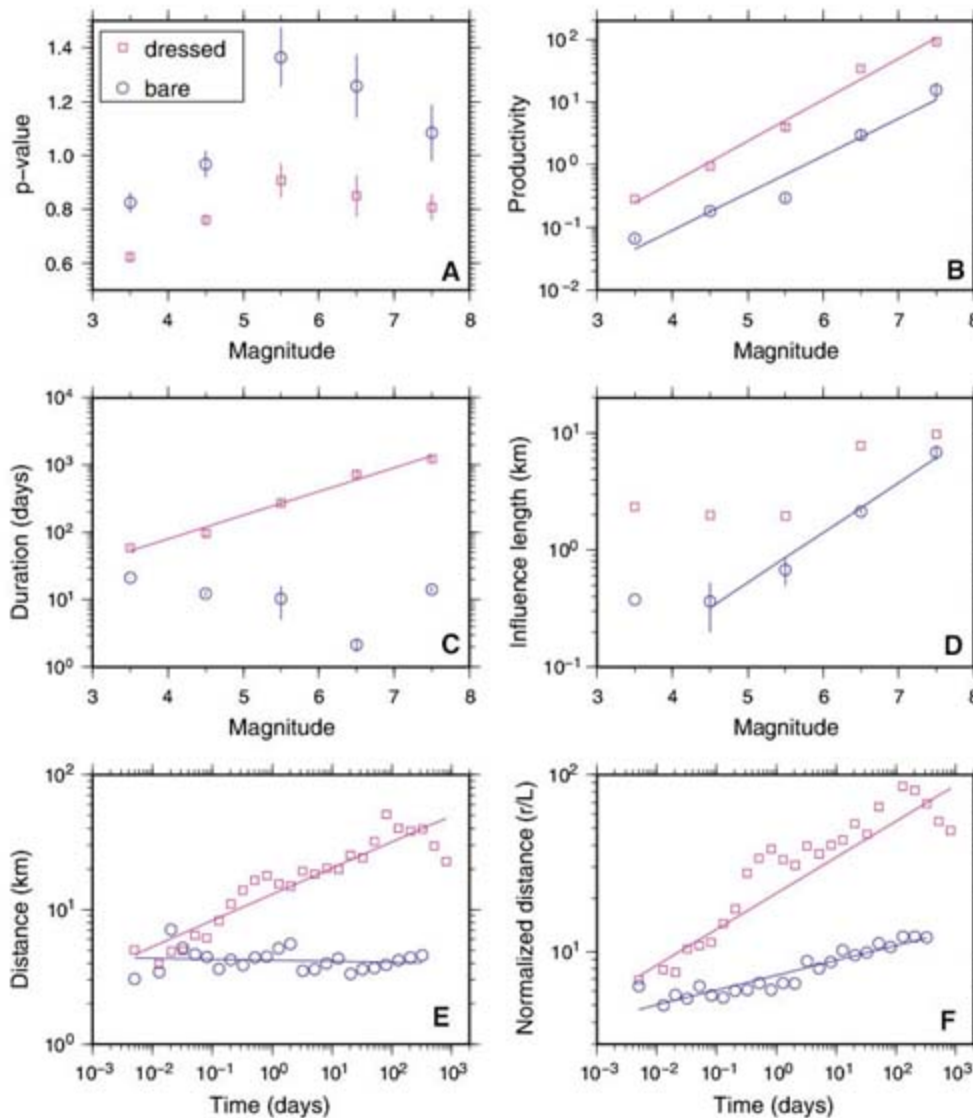 dressed
bare
p-value
1.4
1.2
1.0
0.8
0.6
A
3 4 5 6 7 8
Magnitude
Productivity
10²
10¹
10⁰
10⁻¹
10⁻²
B
3 4 5 6 7 8
Magnitude
Duration (days)
10⁴
10³
10²
10¹
10⁰
C
3 4 5 6 7 8
Magnitude
Influence length (km)
10¹
10⁰
10⁻¹
D
3 4 5 6 7 8
Magnitude
Distance (km)
10²
10¹
10⁰
E
10⁻³ 10⁻² 10⁻¹ 10⁰ 10¹ 10² 10³
Time (days)
Normalized distance (r/L)
10²
10¹
F
10⁻³ 10⁻² 10⁻¹ 10⁰ 10¹ 10² 10³
Time (days)